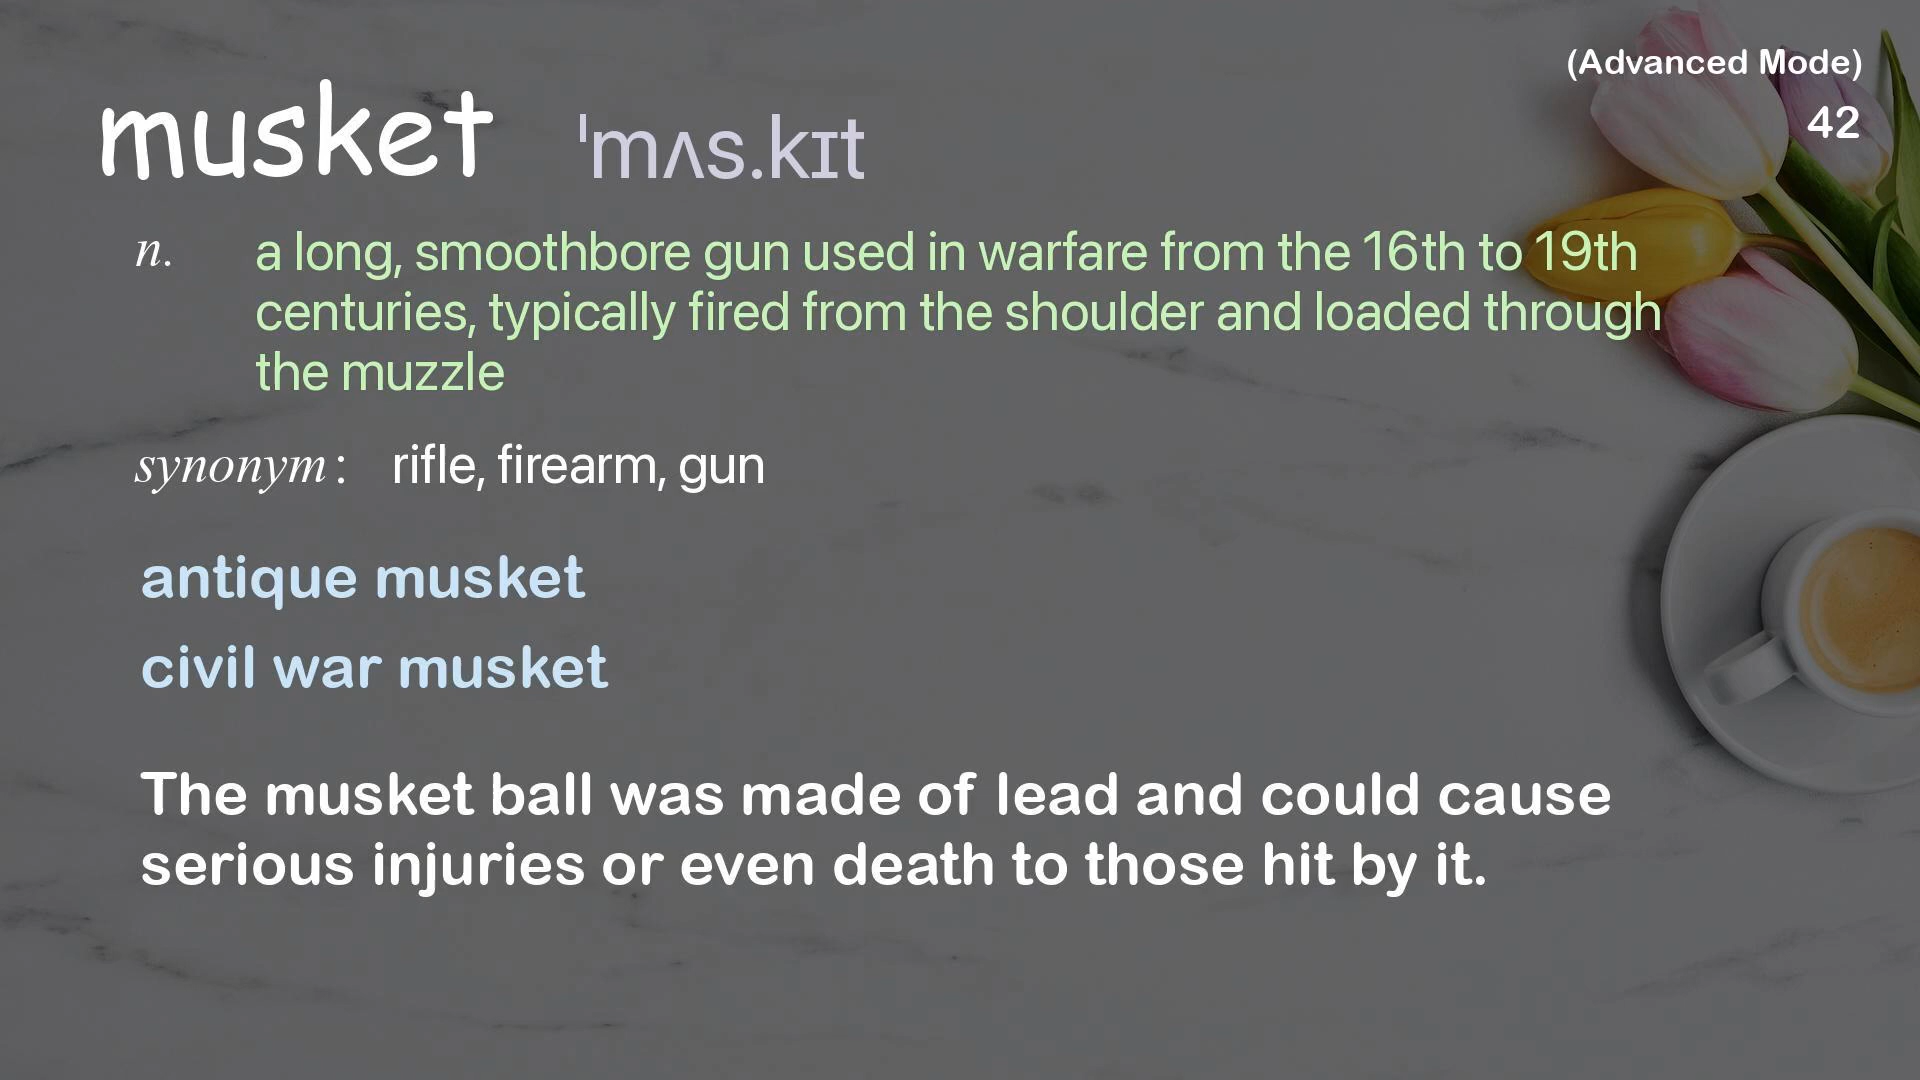 (Advanced Mode)
42
musket ˈmʌs.kɪt
n. a long, smoothbore gun used in warfare from the 16th to 19th
centuries, typically fired from the shoulder and loaded through
the muzzle
synonym: rifle, firearm, gun
antique musket
civil war musket
The musket ball was made of lead and could cause
serious injuries or even death to those hit by it.